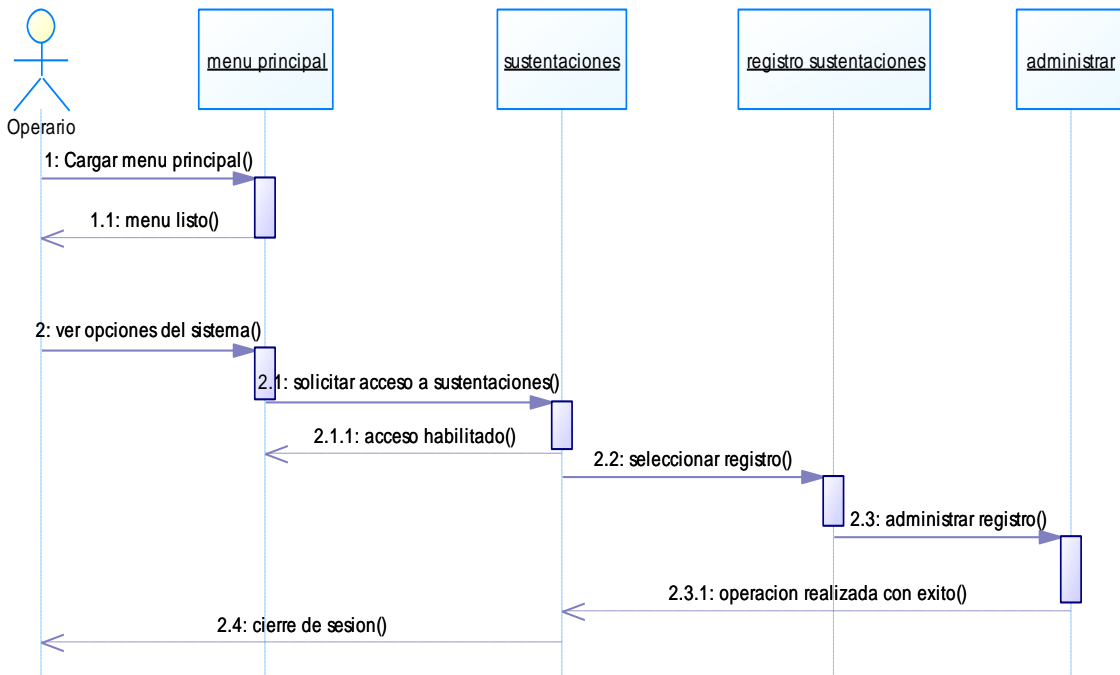 menu principal
sustentaciones
registro sustentaciones
administrar
Operario
1: Cargar menu principal()
1.1: menu listo()
2: ver opciones del sistema()
2.1: solicitar acceso a sustentaciones()
2.1.1: acceso habilitado()
2.2: seleccionar registro()
2.3: administrar registro()
2.3.1: operacion realizada con exito()
2.4: cierre de sesion()